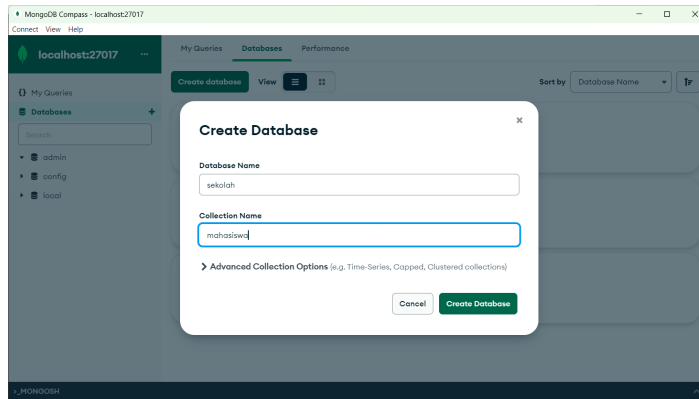 MongoDB Compass - localhost:27017
Connect View Help
localhost:27017 ...
My Queries Databases Performance
{} My Queries
Databases +
Search
admin
config
local
Create database View
Sort by Database Name
Create Database
Database Name
sekolah
Collection Name
mahasiswa
Advanced Collection Options (e.g. Time-Series, Capped, Clustered collections)
Cancel Create Database
>_MONGOSH